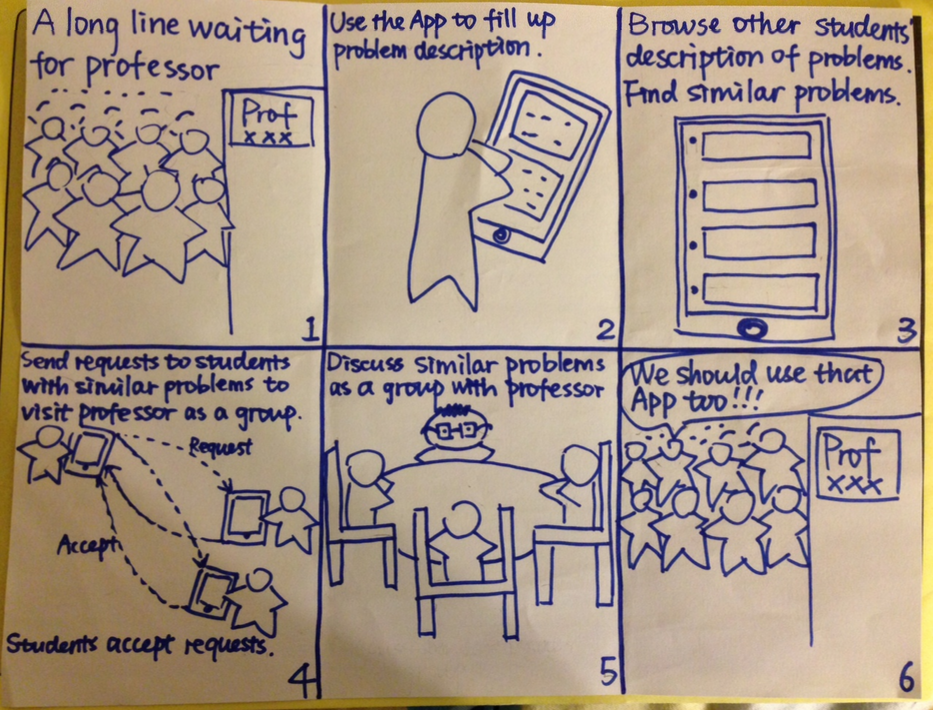 A long line waiting
for professor
Prof
xxx
1
Use the App to fill up
problem description.
2
Browse other students'
description of problems.
Find similar problems.
3
Send requests to students
with similar problems to
visit professor as a group.
Request
Accept
Students accept requests.
4
Discuss similar problems
as a group with professor
5
We should use that
App too!!!
Prof
xxx
6